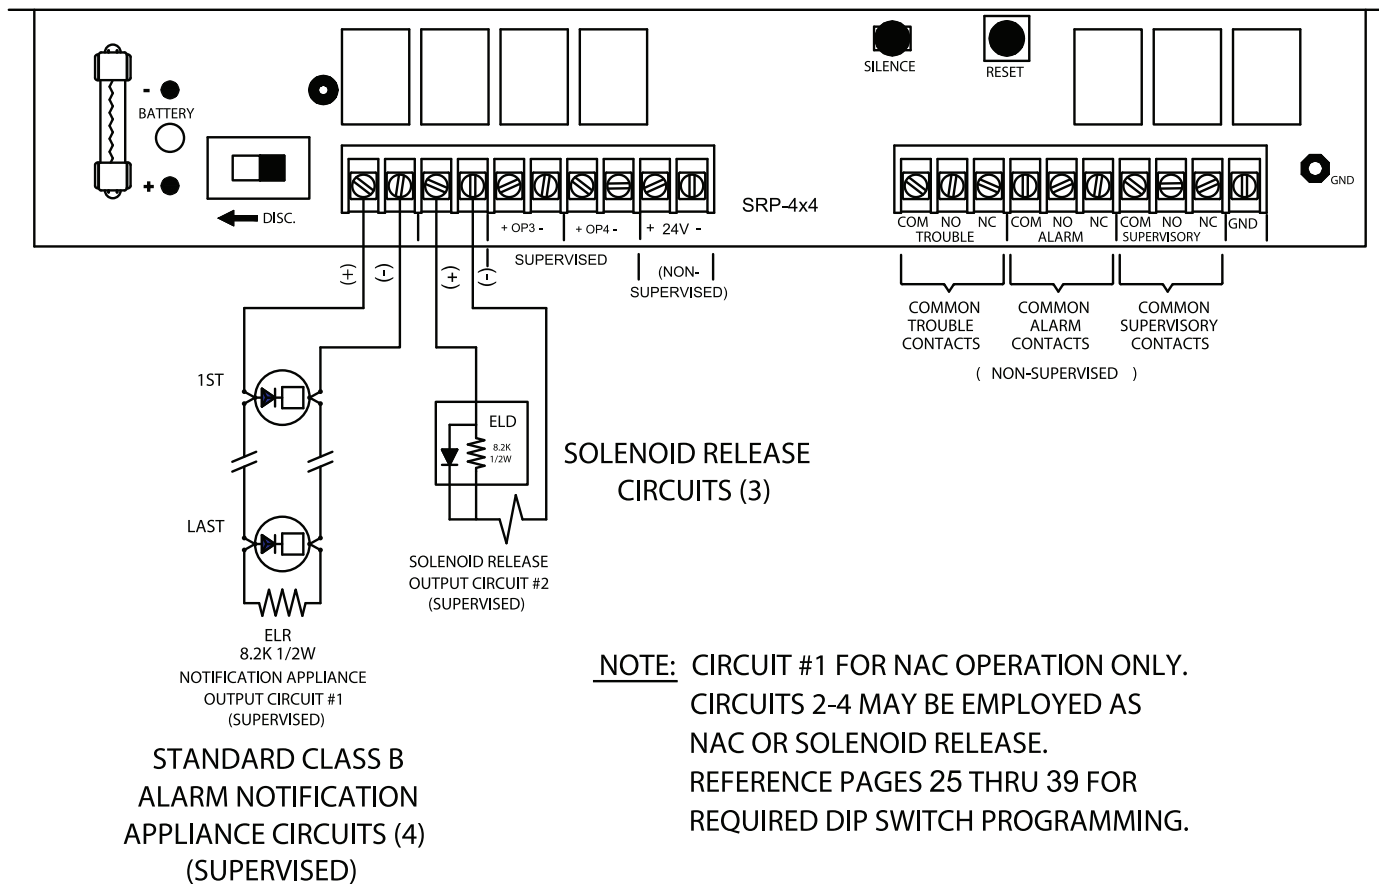 SILENCE
RESET
-
BATTERY
+
DISC.
SRP-4x4
GND
+ OP3 -
+ OP4 -
+ 24V -
COM NO NC COM NO NC COM NO NC GND
TROUBLE
ALARM
SUPERVISORY
SUPERVISED
(NON-
SUPERVISED)
(+)
(-)
(+)
(-)
COMMON
TROUBLE
CONTACTS
COMMON
ALARM
CONTACTS
COMMON
SUPERVISORY
CONTACTS
( NON-SUPERVISED )
1ST
LAST
ELD
8.2K
1/2W
SOLENOID RELEASE
CIRCUITS (3)
SOLENOID RELEASE
OUTPUT CIRCUIT #2
(SUPERVISED)
ELR
8.2K 1/2W
NOTIFICATION APPLIANCE
OUTPUT CIRCUIT #1
(SUPERVISED)
STANDARD CLASS B
ALARM NOTIFICATION
APPLIANCE CIRCUITS (4)
(SUPERVISED)
NOTE: CIRCUIT #1 FOR NAC OPERATION ONLY.
CIRCUITS 2-4 MAY BE EMPLOYED AS
NAC OR SOLENOID RELEASE.
REFERENCE PAGES 25 THRU 39 FOR
REQUIRED DIP SWITCH PROGRAMMING.